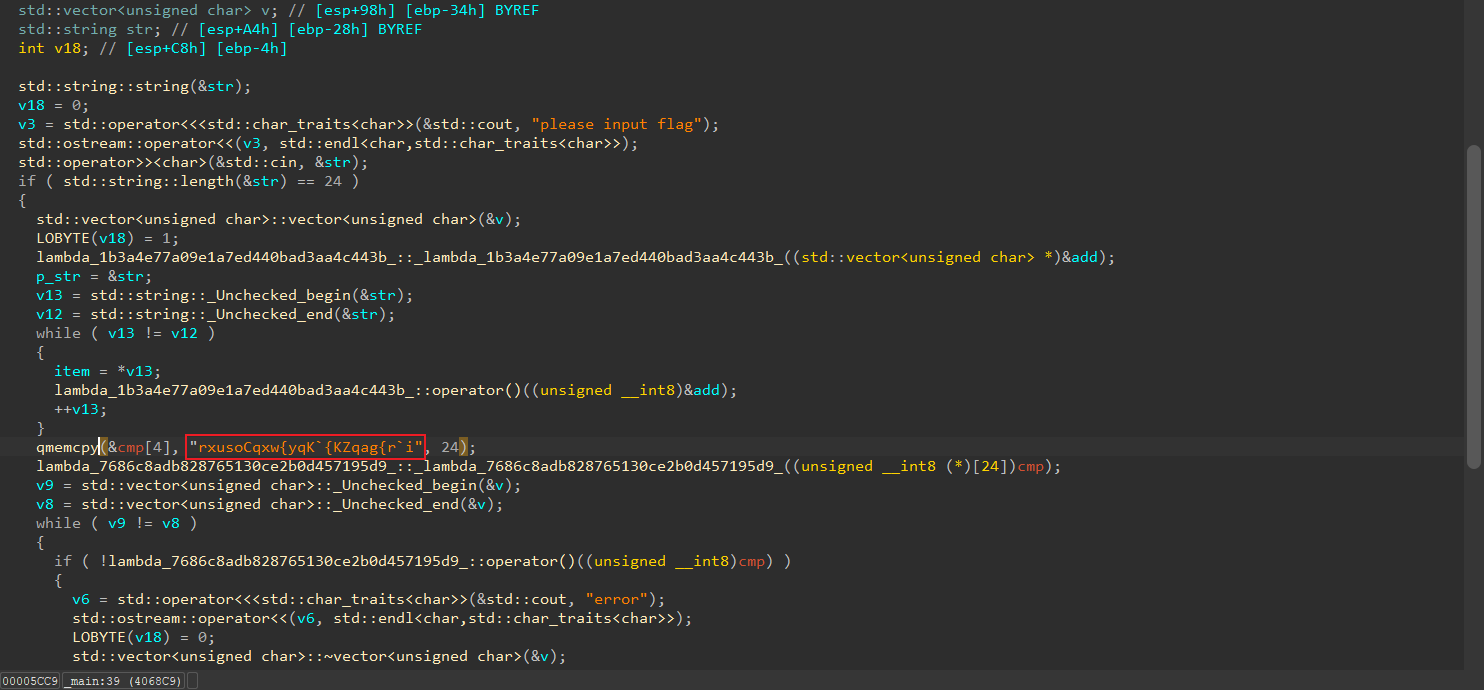 std::vector<unsigned char> v; // [esp+98h] [ebp-34h] BYREF
std::string str; // [esp+A4h] [ebp-28h] BYREF
int v18; // [esp+C8h] [ebp-4h]
std::string::string(&str);
v18 = 0;
v3 = std::operator<<<std::char_traits<char>>(&std::cout, "please input flag");
std::ostream::operator<<(v3, std::endl<char,std::char_traits<char>>);
std::operator>><char>(&std::cin, &str);
if ( std::string::length(&str) == 24 )
{
std::vector<unsigned char>::vector<unsigned char>(&v);
LOBYTE(v18) = 1;
lambda_1b3a4e77a09e1a7ed440bad3aa4c443b_::_lambda_1b3a4e77a09e1a7ed440bad3aa4c443b_((std::vector<unsigned char> *)&add);
p_str = &str;
v13 = std::string::_Unchecked_begin(&str);
v12 = std::string::_Unchecked_end(&str);
while ( v13 != v12 )
{
item = *v13;
lambda_1b3a4e77a09e1a7ed440bad3aa4c443b_::operator()((unsigned __int8)&add);
++v13;
}
qmemcpy(&cmp[4], "rxusoCqxw{yqK`{KZqag{r`i", 24);
lambda_7686c8adb828765130ce2b0d457195d9_::_lambda_7686c8adb828765130ce2b0d457195d9_((unsigned __int8 (*)[24])cmp);
v9 = std::vector<unsigned char>::_Unchecked_begin(&v);
v8 = std::vector<unsigned char>::_Unchecked_end(&v);
while ( v9 != v8 )
{
if ( !lambda_7686c8adb828765130ce2b0d457195d9_::operator()((unsigned __int8)cmp) )
{
v6 = std::operator<<<std::char_traits<char>>(&std::cout, "error");
std::ostream::operator<<(v6, std::endl<char,std::char_traits<char>>);
LOBYTE(v18) = 0;
std::vector<unsigned char>::~vector<unsigned char>(&v);
00005CC9 _main:39 (4068C9)